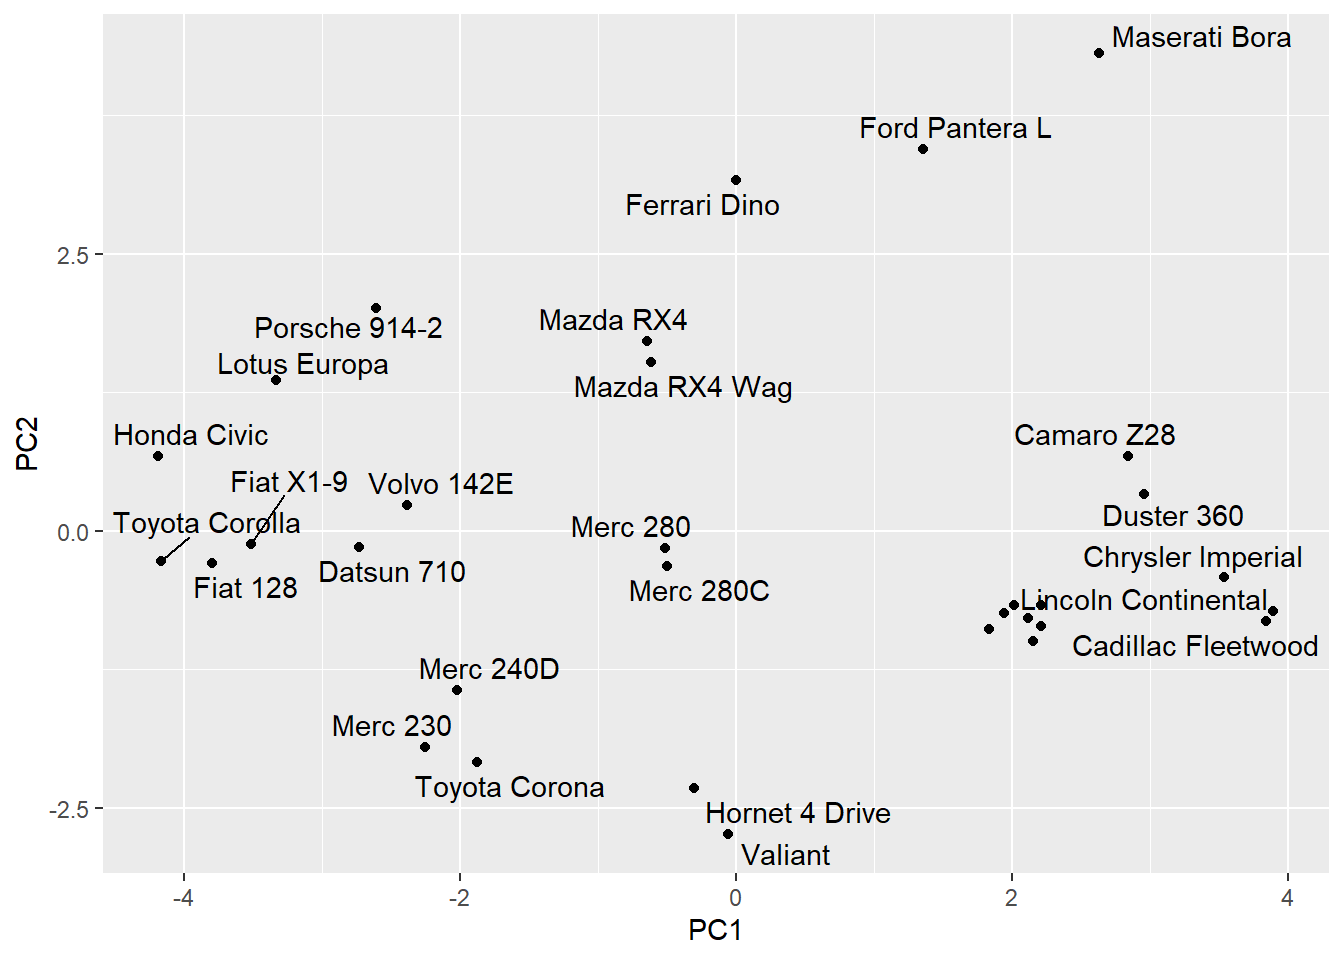 Maserati Bora
Ford Pantera L
Ferrari Dino
2.5
Porsche 914-2
Mazda RX4
Lotus Europa
Mazda RX4 Wag
Honda Civic
Camaro Z28
PC2
Fiat X1-9
Volvo 142E
Toyota Corolla
Merc 280
Duster 360
0.0
Chrysler Imperial
Datsun 710
Fiat 128
Merc 280C
Lincoln Continental
Cadillac Fleetwood
Merc 240D
Merc 230
Toyota Corona
-2.5
Hornet 4 Drive
Valiant
-4
-2
0
2
4
PC1